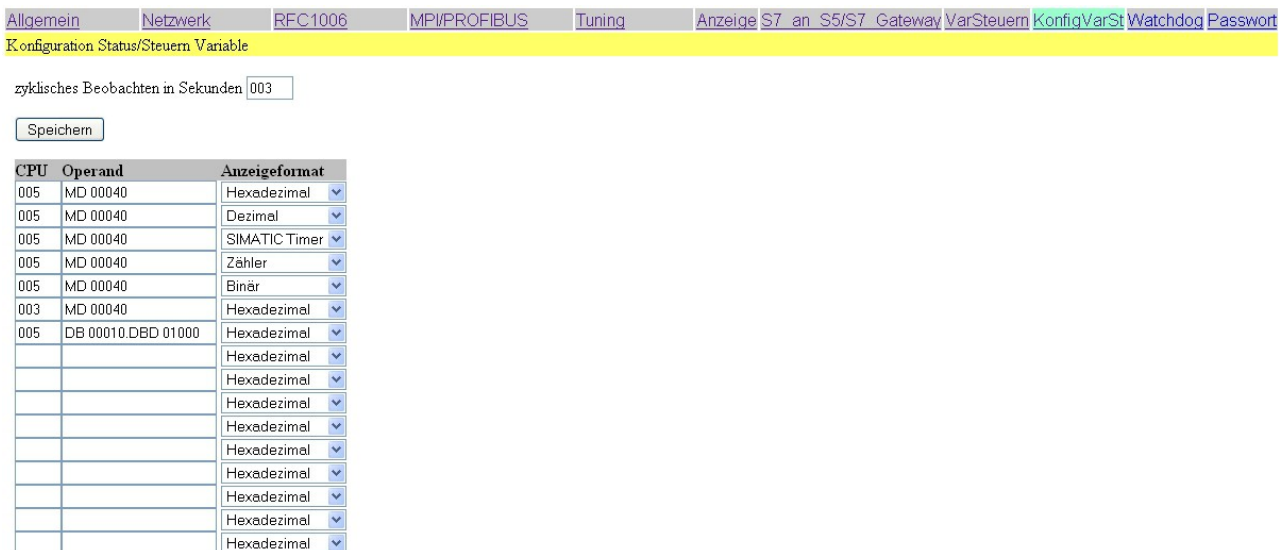 Allgemein Netzwerk RFC1006 MPI/PROFIBUS Tuning Anzeige S7_an_S5/S7_Gateway VarSteuern KonfigVarSt Watchdog Passwort
Konfiguration Status/Steuern Variable
zyklisches Beobachten in Sekunden 003
Speichern
CPU Operand Anzeigeformat
005 MD 00040 Hexadezimal
005 MD 00040 Dezimal
005 MD 00040 SIMATIC Timer
005 MD 00040 Zähler
005 MD 00040 Binär
003 MD 00040 Hexadezimal
005 DB 00010.DBD 01000 Hexadezimal
Hexadezimal
Hexadezimal
Hexadezimal
Hexadezimal
Hexadezimal
Hexadezimal
Hexadezimal
Hexadezimal
Hexadezimal